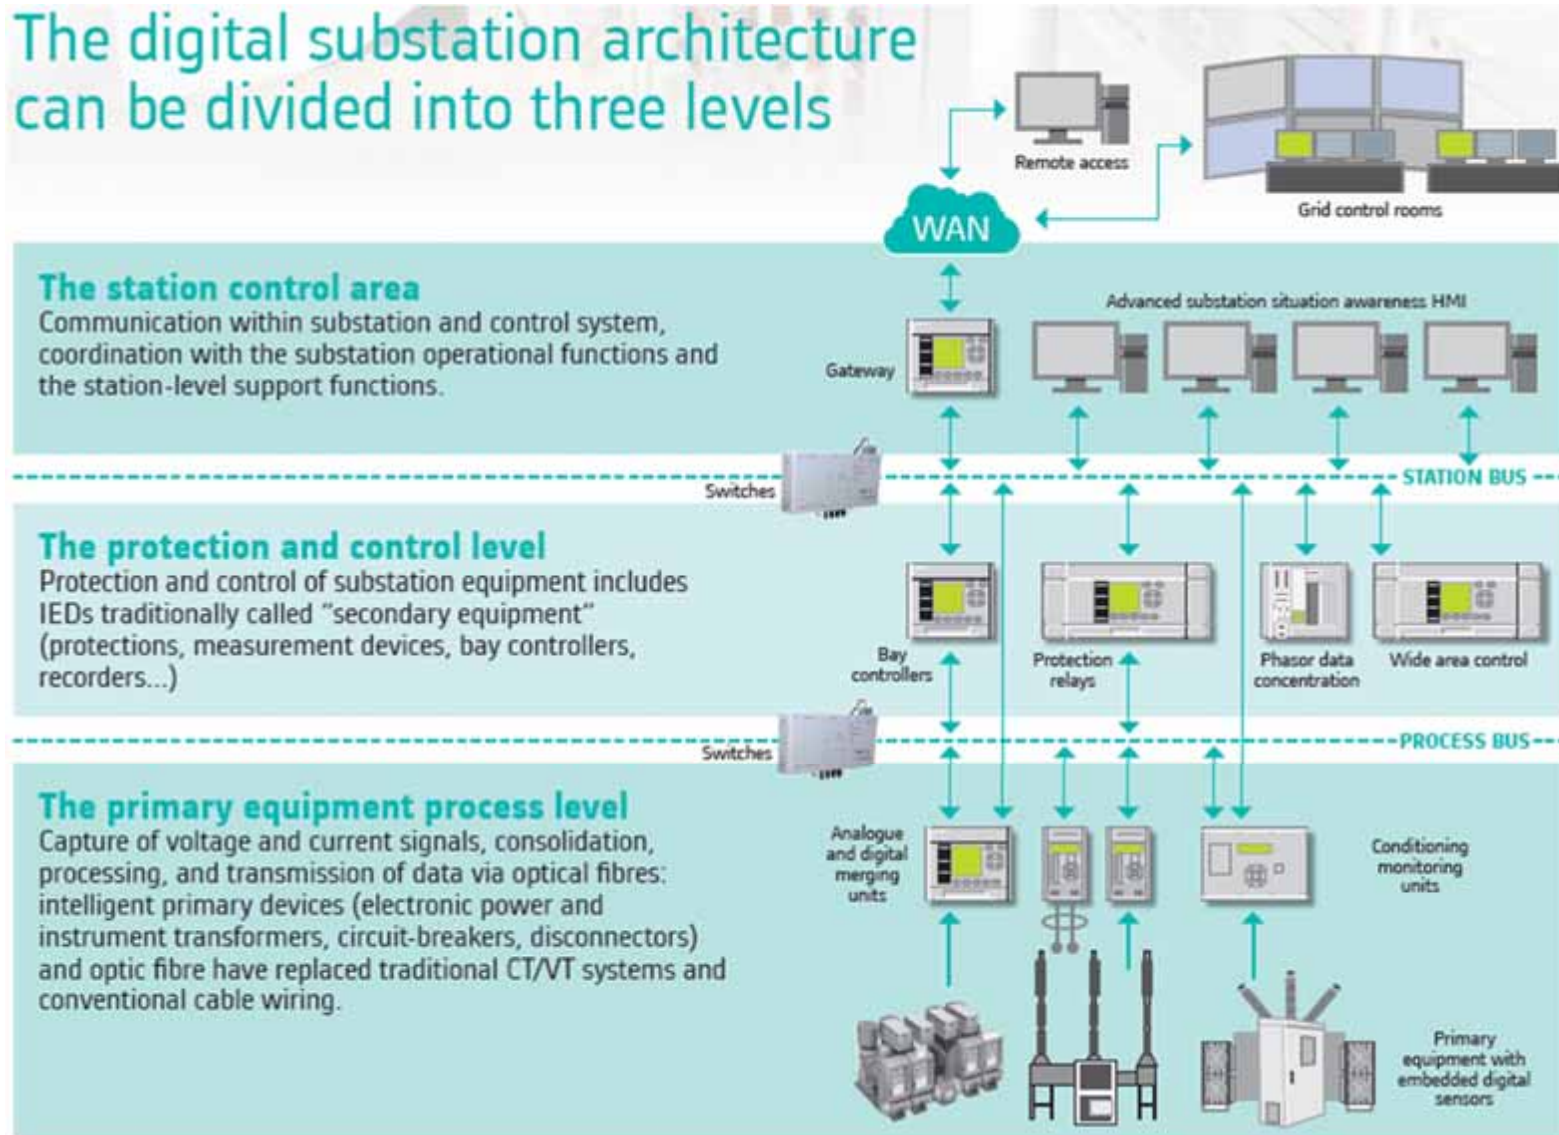 The digital substation architecture
can be divided into three levels
Remote access
Grid control rooms
WAN
The station control area
Communication within substation and control system,
coordination with the substation operational functions and
the station-level support functions.
Advanced substation situation awareness HMI
Gateway
Switches
STATION BUS
The protection and control level
Protection and control of substation equipment includes
IEDs traditionally called “secondary equipment”
(protections, measurement devices, bay controllers,
recorders...)
Bay
controllers
Protection
relays
Phasor data
concentration
Wide area control
Switches
PROCESS BUS
The primary equipment process level
Capture of voltage and current signals, consolidation,
processing, and transmission of data via optical fibres:
intelligent primary devices (electronic power and
instrument transformers, circuit-breakers, disconnectors)
and optic fibre have replaced traditional CT/VT systems and
conventional cable wiring.
Analogue
and digital
merging
units
Conditioning
monitoring
units
Primary
equipment with
embedded digital
sensors